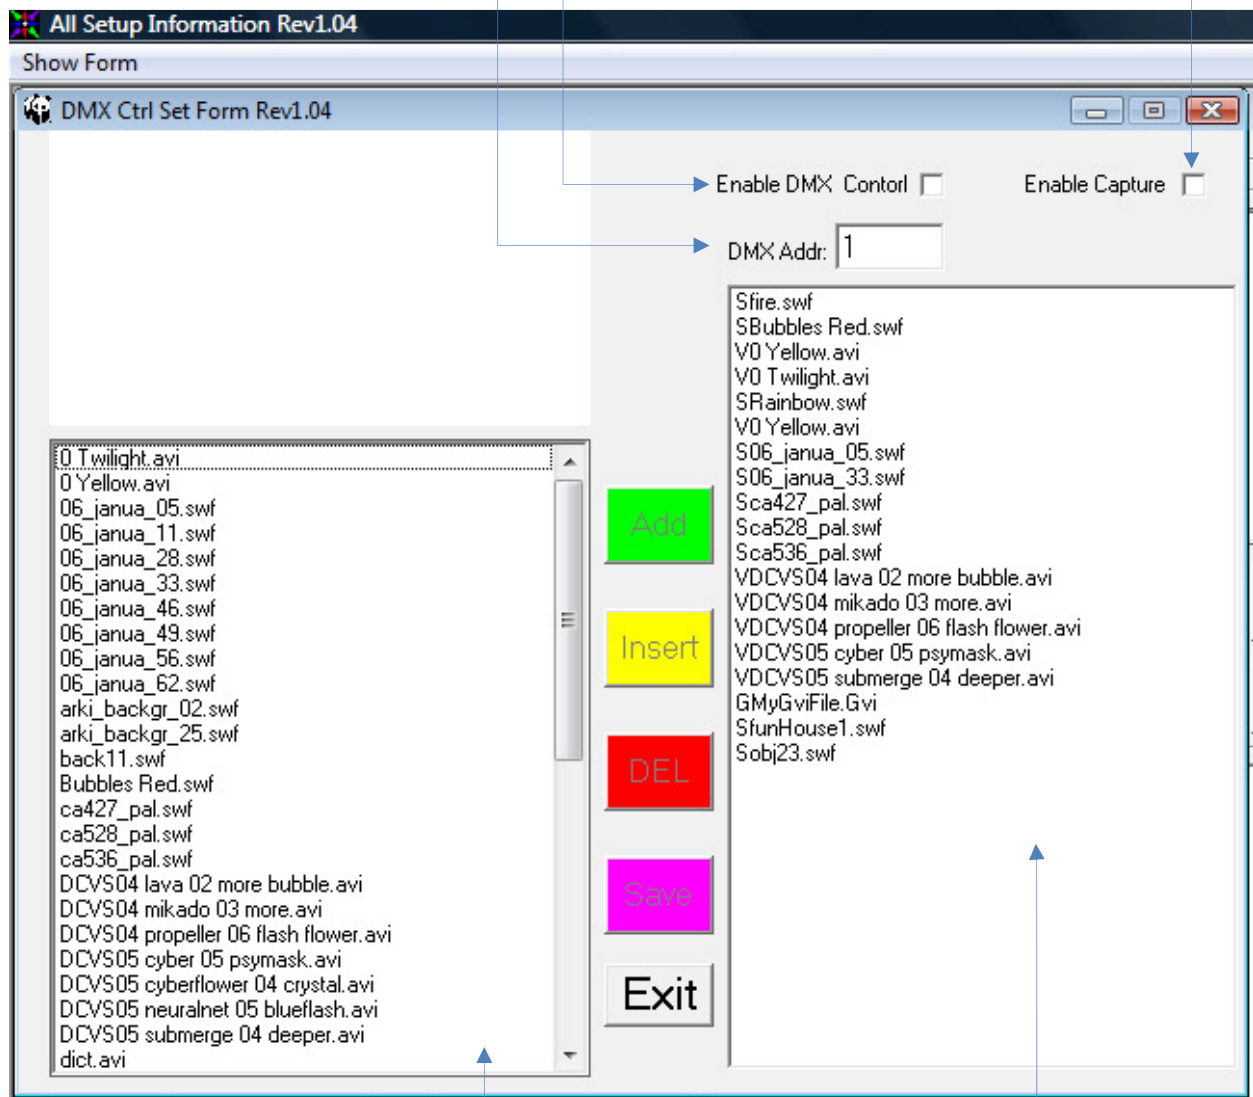 All Setup Information Rev1.04
Show Form
DMX Ctrl Set Form Rev1.04
Enable DMX Contorl
Enable Capture
DMX Addr: 1
0 Twilight.avi
0 Yellow.avi
06_janua_05.swf
06_janua_11.swf
06_janua_28.swf
06_janua_33.swf
06_janua_46.swf
06_janua_49.swf
06_janua_56.swf
06_janua_62.swf
arki_backgr_02.swf
arki_backgr_25.swf
back11.swf
Bubbles Red.swf
ca427_pal.swf
ca528_pal.swf
ca536_pal.swf
DCVS04 lava 02 more bubble.avi
DCVS04 mikado 03 more.avi
DCVS04 propeller 06 flash flower.avi
DCVS05 cyber 05 psymask.avi
DCVS05 cyberflower 04 crystal.avi
DCVS05 neuralnet 05 blueflash.avi
DCVS05 submerge 04 deeper.avi
dict.avi
Add
Insert
DEL
Save
Exit
Sfire.swf
SBubbles Red.swf
V0 Yellow.avi
V0 Twilight.avi
SRainbow.swf
V0 Yellow.avi
S06_janua_05.swf
S06_janua_33.swf
Sca427_pal.swf
Sca528_pal.swf
Sca536_pal.swf
VDCVS04 lava 02 more bubble.avi
VDCVS04 mikado 03 more.avi
VDCVS04 propeller 06 flash flower.avi
VDCVS05 cyber 05 psymask.avi
VDCVS05 submerge 04 deeper.avi
GMyGviFile.Gvi
SfunHouse1.swf
Sobj23.swf